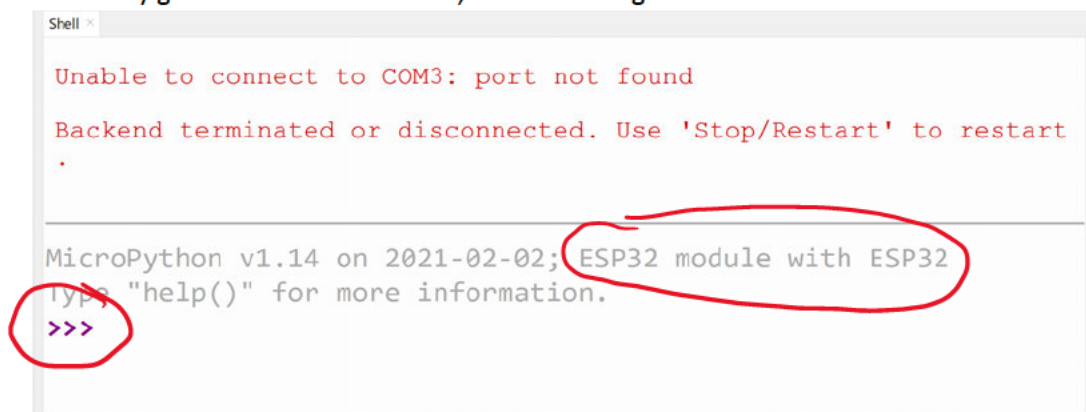 Shell
Unable to connect to COM3: port not found
Backend terminated or disconnected. Use 'Stop/Restart' to restart
.
MicroPython v1.14 on 2021-02-02; ESP32 module with ESP32
Type "help()" for more information.
>>>